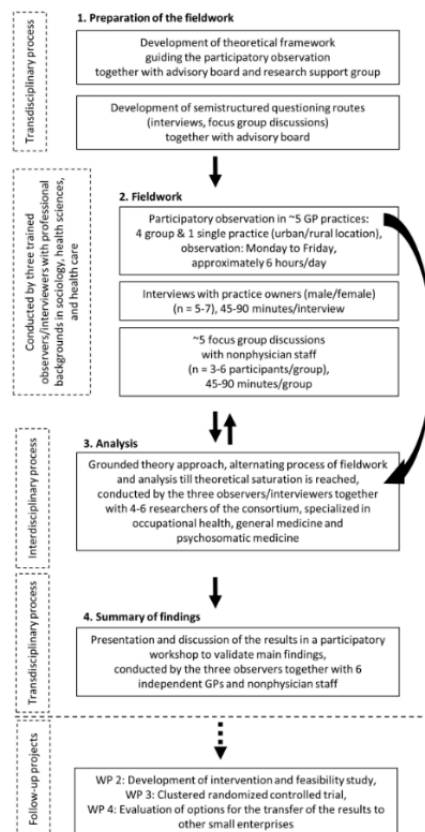 1. Preparation of the fieldwork
Transdisciplinary process
Development of theoretical framework
guiding the participatory observation
together with advisory board and research support group
Development of semistructured questioning routes
(interviews, focus group discussions)
together with advisory board
2. Fieldwork
Conducted by three trained
observers/interviewers with professional
backgrounds in sociology, health sciences,
and health care
Participatory observation in ~5 GP practices:
4 group & 1 single practice (urban/rural location),
observation: Monday to Friday,
approximately 6 hours/day
Interviews with practice owners (male/female)
(n = 5-7), 45-90 minutes/interview
~5 focus group discussions
with nonphysician staff
(n = 3-6 participants/group),
45-90 minutes/group
3. Analysis
Interdisciplinary process
Grounded theory approach, alternating process of fieldwork
and analysis till theoretical saturation is reached,
conducted by the three observers/interviewers together
with 4-6 researchers of the consortium, specialized in
occupational health, general medicine and
psychosomatic medicine
4. Summary of findings
Transdisciplinary process
Presentation and discussion of the results in a participatory
workshop to validate main findings,
conducted by the three observers together with 6
independent GPs and nonphysician staff
Follow-up projects
WP 2: Development of intervention and feasibility study,
WP 3: Clustered randomized controlled trial,
WP 4: Evaluation of options for the transfer of the results to
other small enterprises